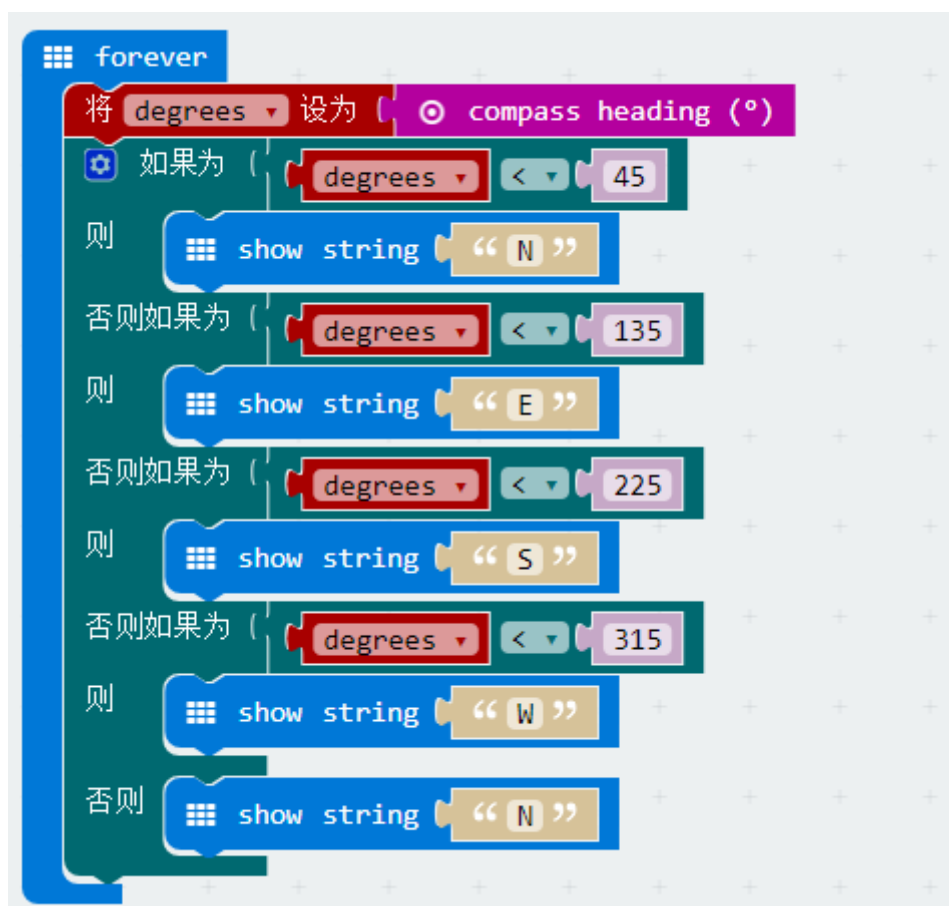 forever
将 degrees 设为 ( compass heading (º)
如果为 ( degrees < 45
则 show string “ N ”
否则如果为 ( degrees < 135
则 show string “ E ”
否则如果为 ( degrees < 225
则 show string “ S ”
否则如果为 ( degrees < 315
则 show string “ W ”
否则 show string “ N ”